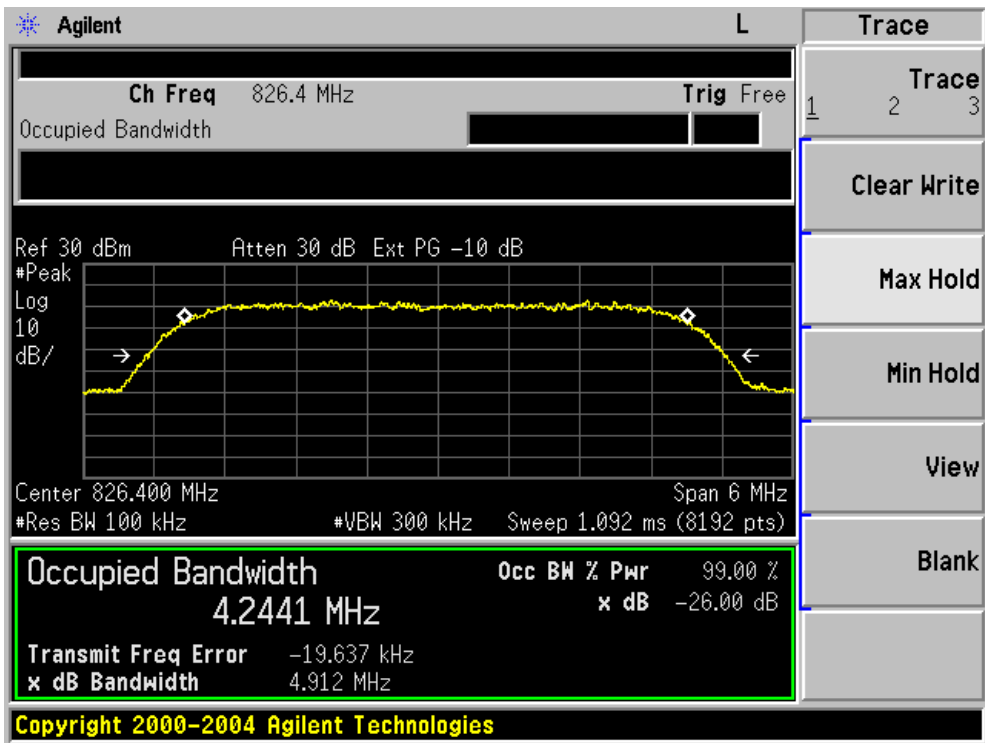 Agilent L Trace
Ch Freq 826.4 MHz Trig Free
Occupied Bandwidth
Trace
1 2 3
Clear Write
Max Hold
Min Hold
View
Blank
Ref 30 dBm Atten 30 dB Ext PG -10 dB
#Peak
Log
10
dB/
Center 826.400 MHz Span 6 MHz
#Res BW 100 kHz #VBW 300 kHz Sweep 1.092 ms (8192 pts)
Occupied Bandwidth Occ BW % Pwr 99.00 %
4.2441 MHz x dB -26.00 dB
Transmit Freq Error -19.637 kHz
x dB Bandwidth 4.912 MHz
Copyright 2000-2004 Agilent Technologies